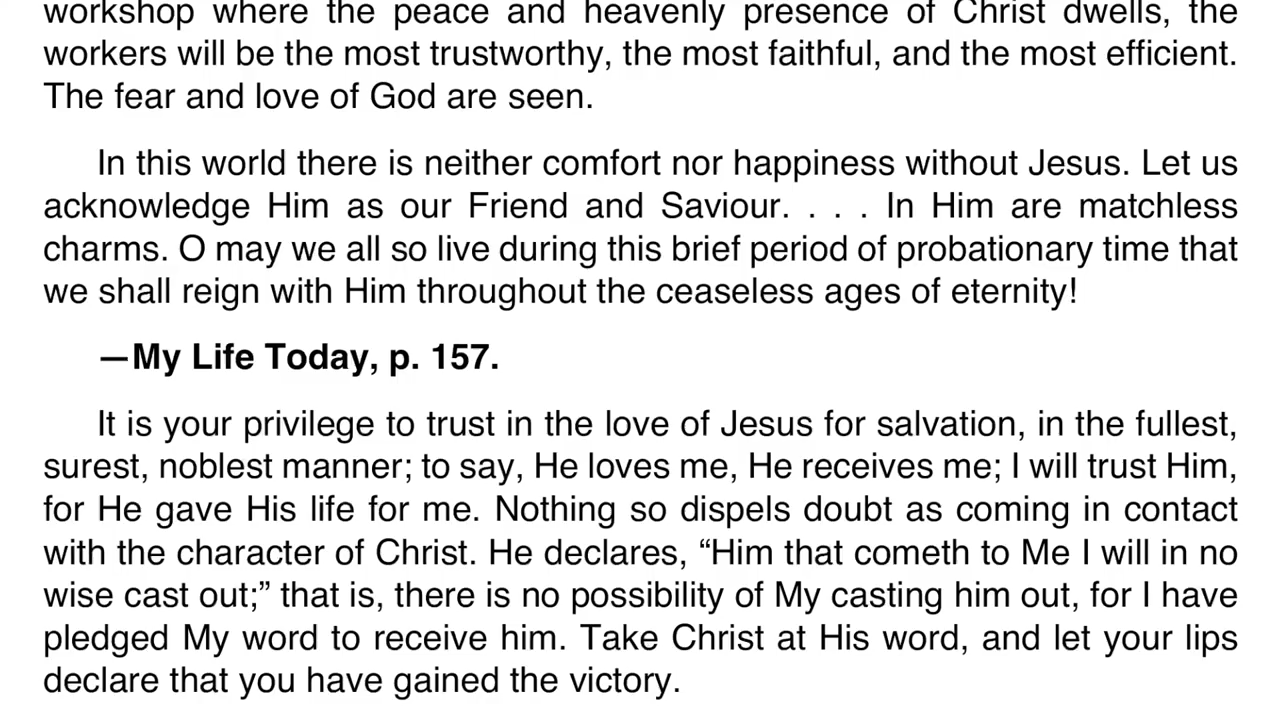 workshop where the peace and heavenly presence of Christ dwells, the
workers will be the most trustworthy, the most faithful, and the most efficient.
The fear and love of God are seen.
In this world there is neither comfort nor happiness without Jesus. Let us
acknowledge Him as our Friend and Saviour. . . . In Him are matchless
charms. O may we all so live during this brief period of probationary time that
we shall reign with Him throughout the ceaseless ages of eternity!
—My Life Today, p. 157.
It is your privilege to trust in the love of Jesus for salvation, in the fullest,
surest, noblest manner; to say, He loves me, He receives me; I will trust Him,
for He gave His life for me. Nothing so dispels doubt as coming in contact
with the character of Christ. He declares, “Him that cometh to Me I will in no
wise cast out;” that is, there is no possibility of My casting him out, for I have
pledged My word to receive him. Take Christ at His word, and let your lips
declare that you have gained the victory.